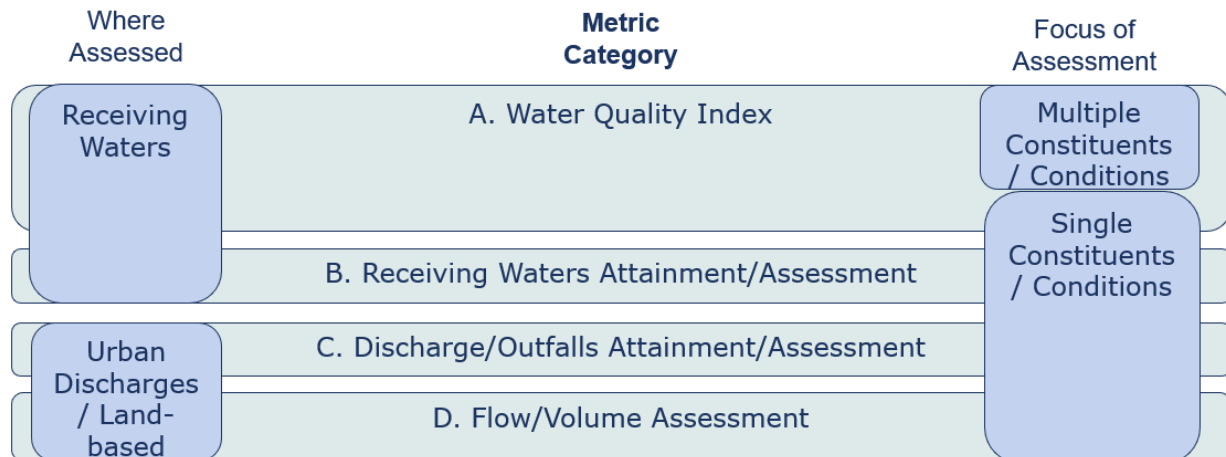 Where
Assessed
Metric
Category
Focus of
Assessment
Receiving
Waters
A. Water Quality Index
Multiple
Constituents
/ Conditions
Single
Constituents
/ Conditions
B. Receiving Waters Attainment/Assessment
C. Discharge/Outfalls Attainment/Assessment
Urban
Discharges
/ Land-
based
D. Flow/Volume Assessment